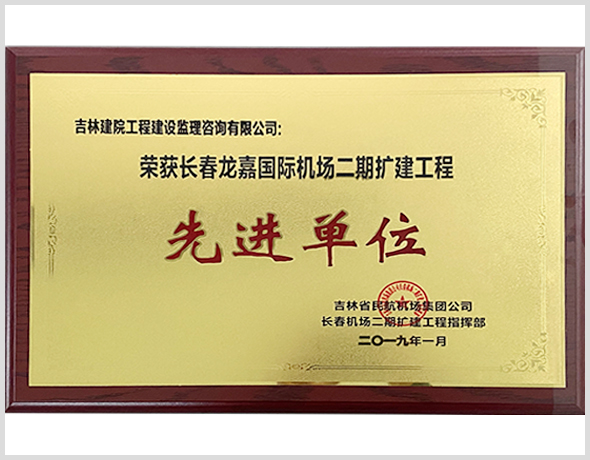 吉林建院工程建设监理咨询有限公司:
荣获长春龙嘉国际机场二期扩建工程
先进单位
吉林省民航机场集团公司
长春机场二期扩建工程指挥部
二〇一九年一月